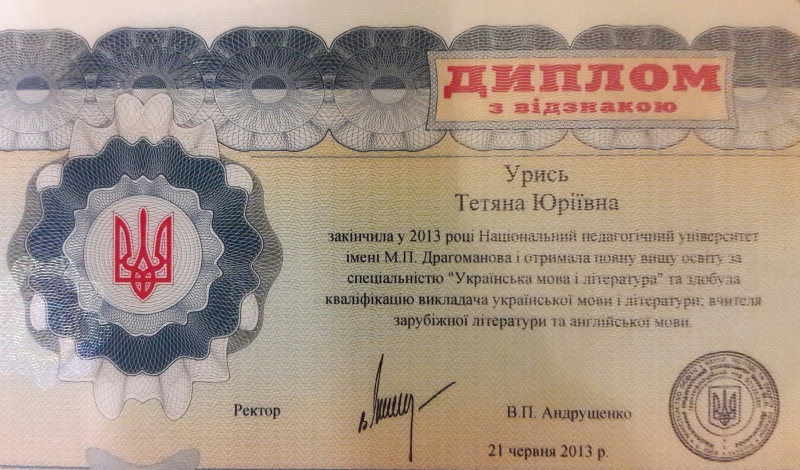 ДИПЛОМ
з відзнакою
Урись
Тетяна Юріївна
закінчила у 2013 році Національний педагогічний університет
імені М.П. Драгоманова і отримала повну вищу освіту за
спеціальністю "Українська мова і література" та здобула
кваліфікацію викладача української мови і літератури; вчителя
зарубіжної літератури та англійської мови.
Ректор
В.П. Андрущенко
21 червня 2013 р.